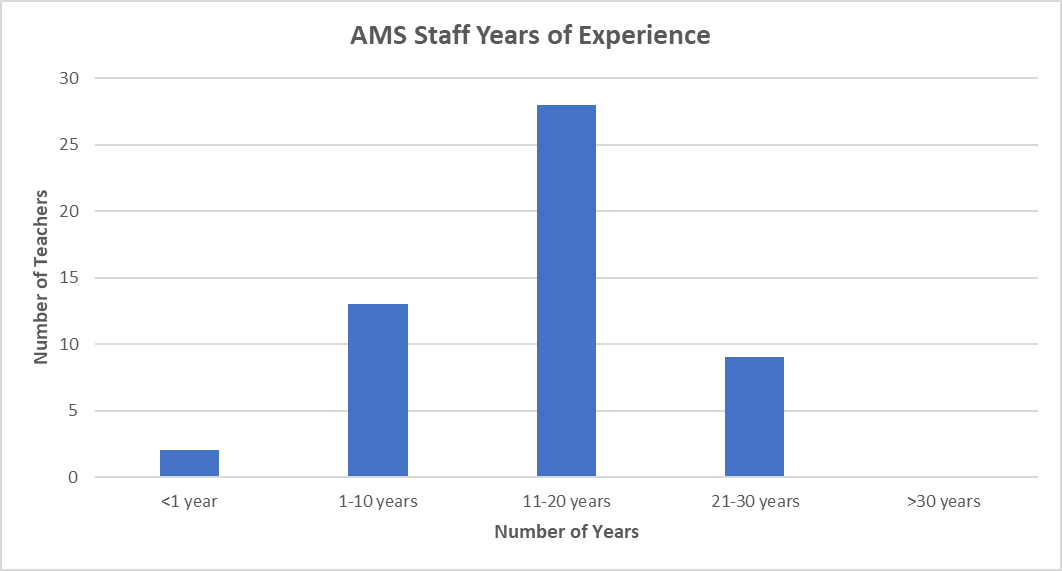 AMS Staff Years of Experience
30
25
20
15
10
5
0
Number of Teachers
<1 year
1-10 years
11-20 years
21-30 years
>30 years
Number of Years